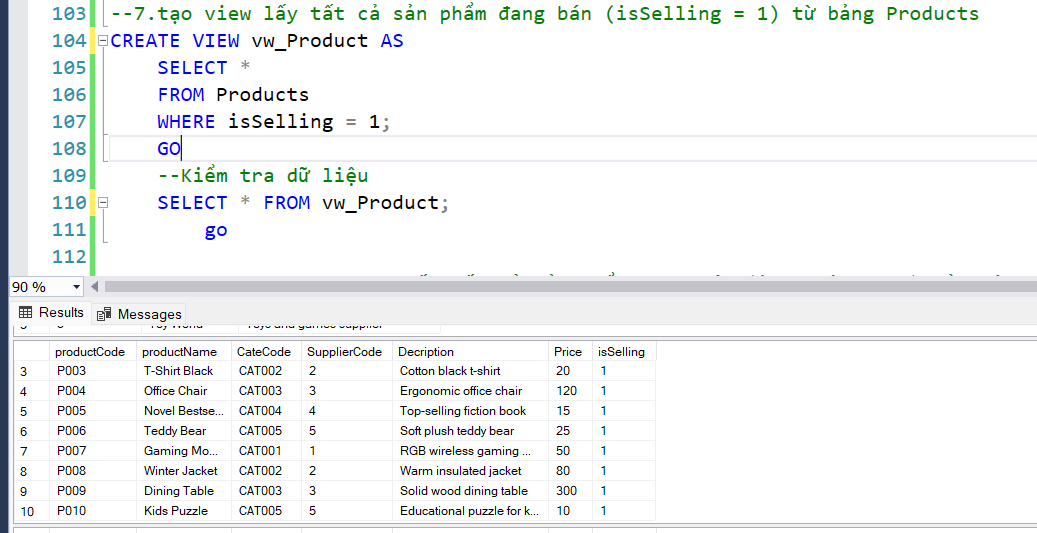 103 --7.tạo view lấy tất cả sản phẩm đang bán (isSelling = 1) từ bảng Products
104 CREATE VIEW vw_Product AS
105 SELECT *
106 FROM Products
107 WHERE isSelling = 1;
108 GO
109 --Kiểm tra dữ liệu
110 SELECT * FROM vw_Product;
111 go
112
90 %
Results Messages
productCode productName CateCode SupplierCode Decription Price isSelling
3 P003 T-Shirt Black CAT002 2 Cotton black t-shirt 20 1
4 P004 Office Chair CAT003 3 Ergonomic office chair 120 1
5 P005 Novel Bestse... CAT004 4 Top-selling fiction book 15 1
6 P006 Teddy Bear CAT005 5 Soft plush teddy bear 25 1
7 P007 Gaming Mo... CAT001 1 RGB wireless gaming ... 50 1
8 P008 Winter Jacket CAT002 2 Warm insulated jacket 80 1
9 P009 Dining Table CAT003 3 Solid wood dining table 300 1
10 P010 Kids Puzzle CAT005 5 Educational puzzle for k... 10 1